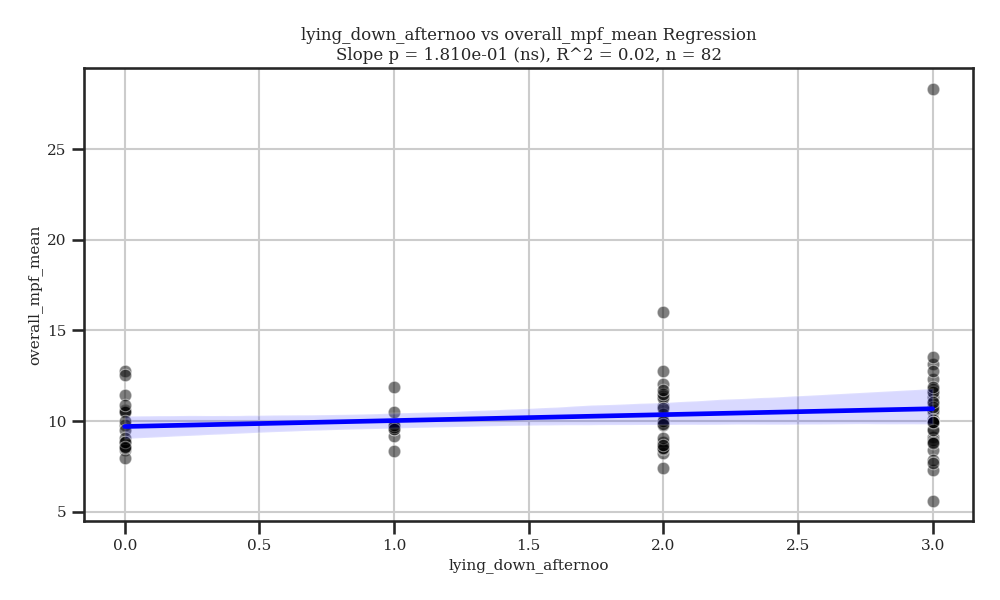 lying_down_afternoo vs overall_mpf_mean Regression
Slope p = 1.810e-01 (ns), R^2 = 0.02, n = 82
overall_mpf_mean
25
20
15
10
5
0.0 0.5 1.0 1.5 2.0 2.5 3.0
lying_down_afternoo